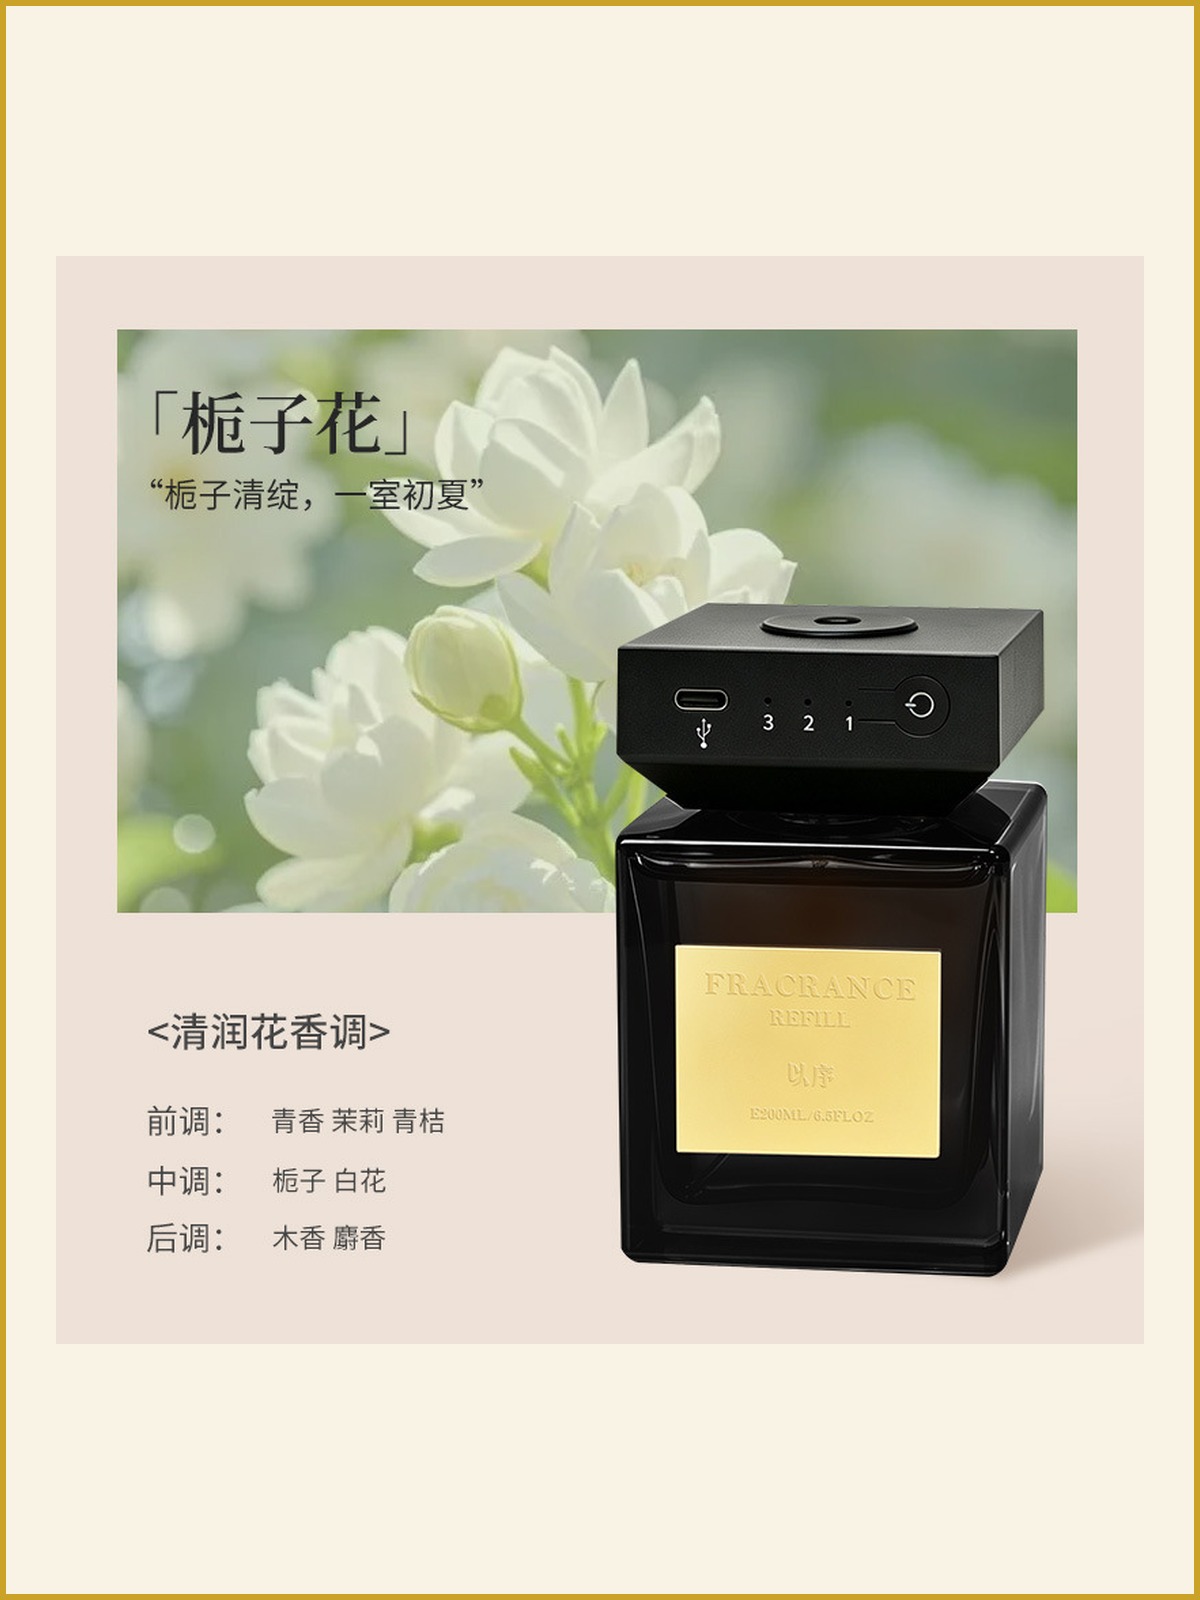 「栀子花」
“栀子清绽，一室初夏”
3 2 1
FRAGRANCE
REFILL
以序
E200ML/6.5FLOZ
<清润花香调>
前调： 青香 茉莉 青桔
中调： 栀子 白花
后调： 木香 麝香